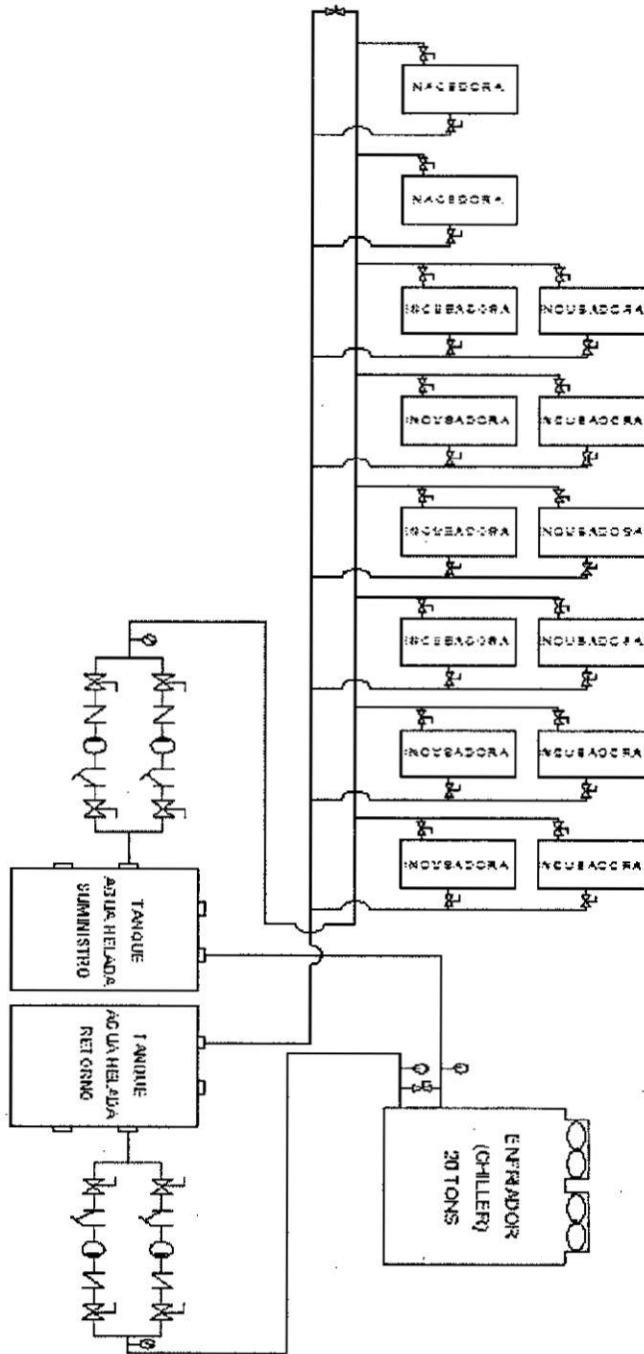 NACEDORA
NACEDORA
INCUBADORA
INCUBADORA
INCUBADORA
INCUBADORA
INCUBADORA
INCUBADORA
INCUBADORA
INCUBADORA
INCUBADORA
INCUBADORA
INCUBADORA
INCUBADORA
TANQUE
AGUA HELADA
SUMINISTRO
TANQUE
AGUA HELADA
RETORNO
ENFRIADOR
(CHILLER)
20 TONS